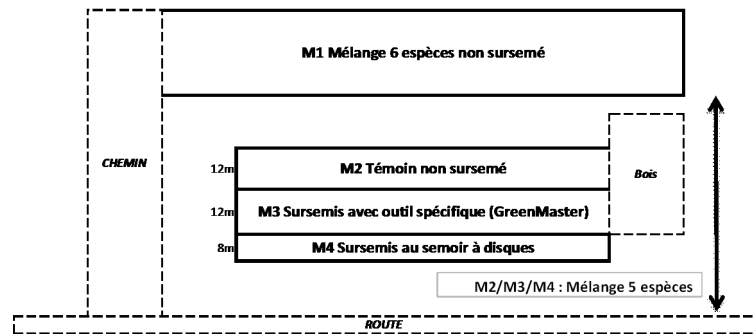 M1 Mélange 6 espèces non sursemé
CHEMIN
12m
M2 Témoin non sursemé
Bois
12m
M3 Sursemis avec outil spécifique (GreenMaster)
8m
M4 Sursemis au semoir à disques
M2/M3/M4 : Mélange 5 espèces
ROUTE